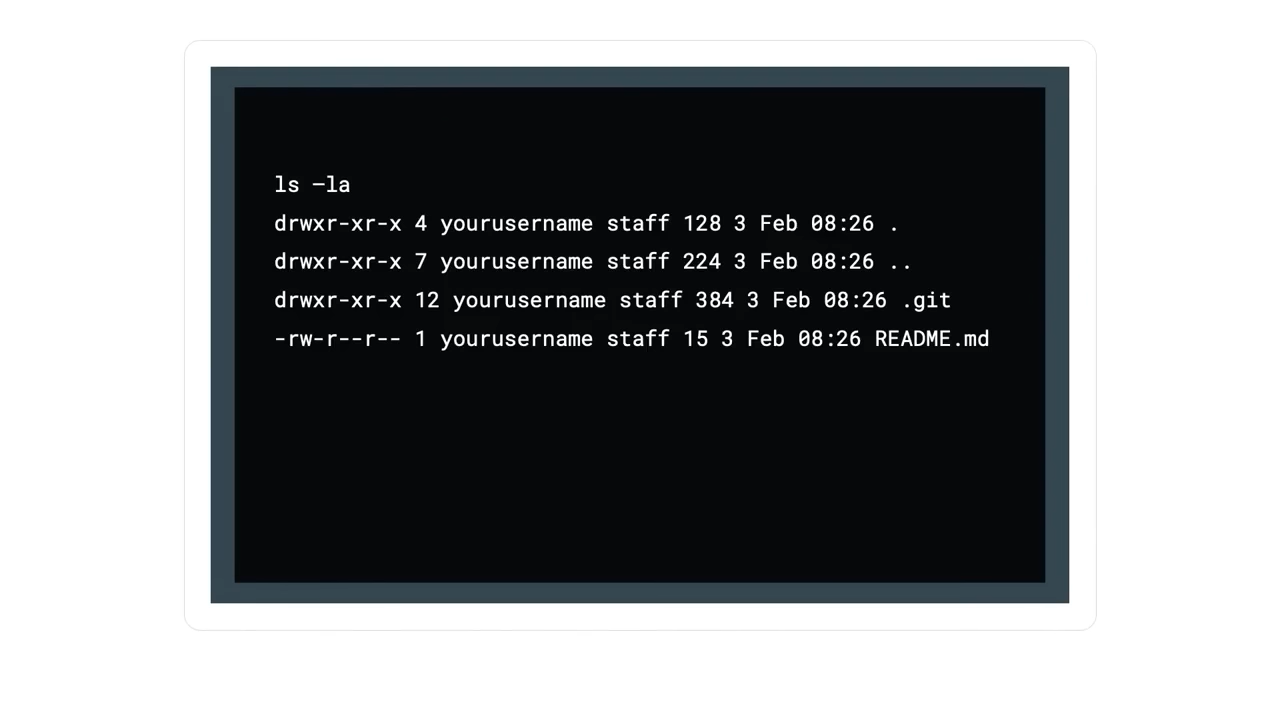 ls –la
drwxr-xr-x 4 yourusername staff 128 3 Feb 08:26 .
drwxr-xr-x 7 yourusername staff 224 3 Feb 08:26 ..
drwxr-xr-x 12 yourusername staff 384 3 Feb 08:26 .git
-rw-r--r-- 1 yourusername staff 15 3 Feb 08:26 README.md